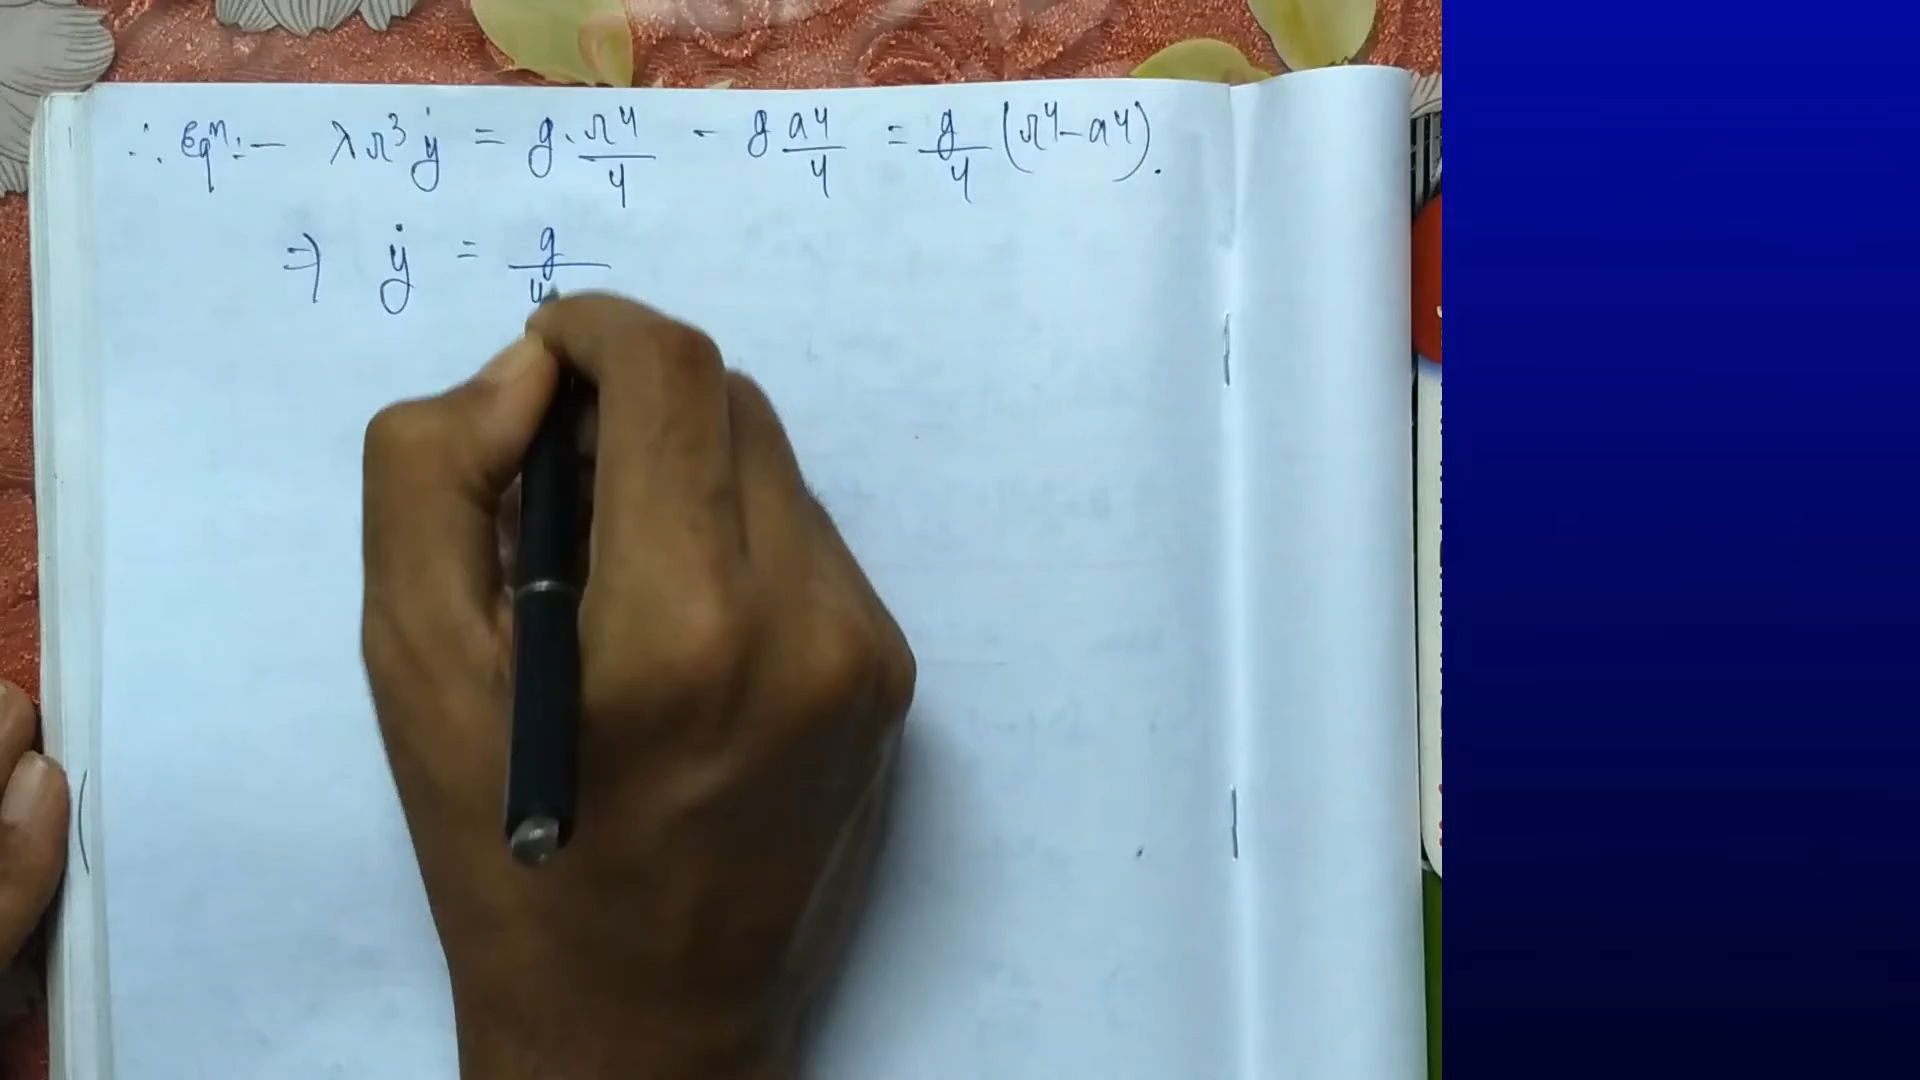 ∴ Eqⁿ:- λr³ẏ = g·r⁴/4 - g a⁴/4 = g/4 (r⁴-a⁴).
⇒ ẏ = g/4